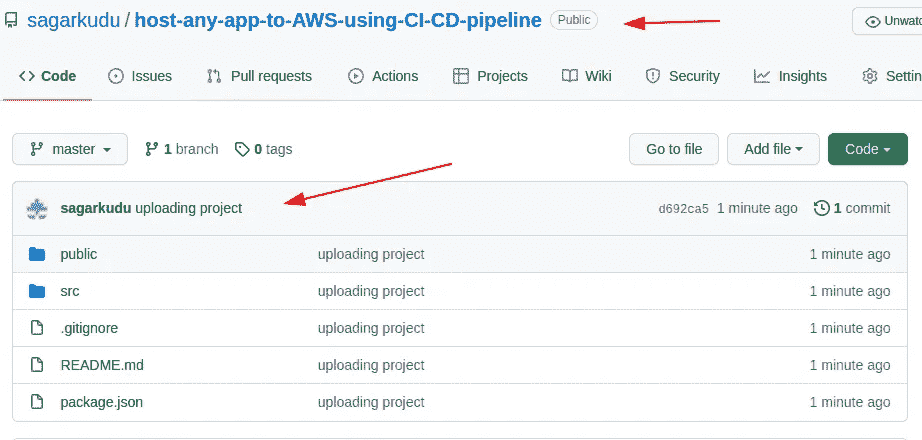 sagarkudu / host-any-app-to-AWS-using-CI-CD-pipeline Public Unwatc
Code Issues Pull requests Actions Projects Wiki Security Insights Settin
master 1 branch 0 tags Go to file Add file Code
sagarkudu uploading project d692ca5 1 minute ago 1 commit
public uploading project 1 minute ago
src uploading project 1 minute ago
.gitignore uploading project 1 minute ago
README.md uploading project 1 minute ago
package.json uploading project 1 minute ago